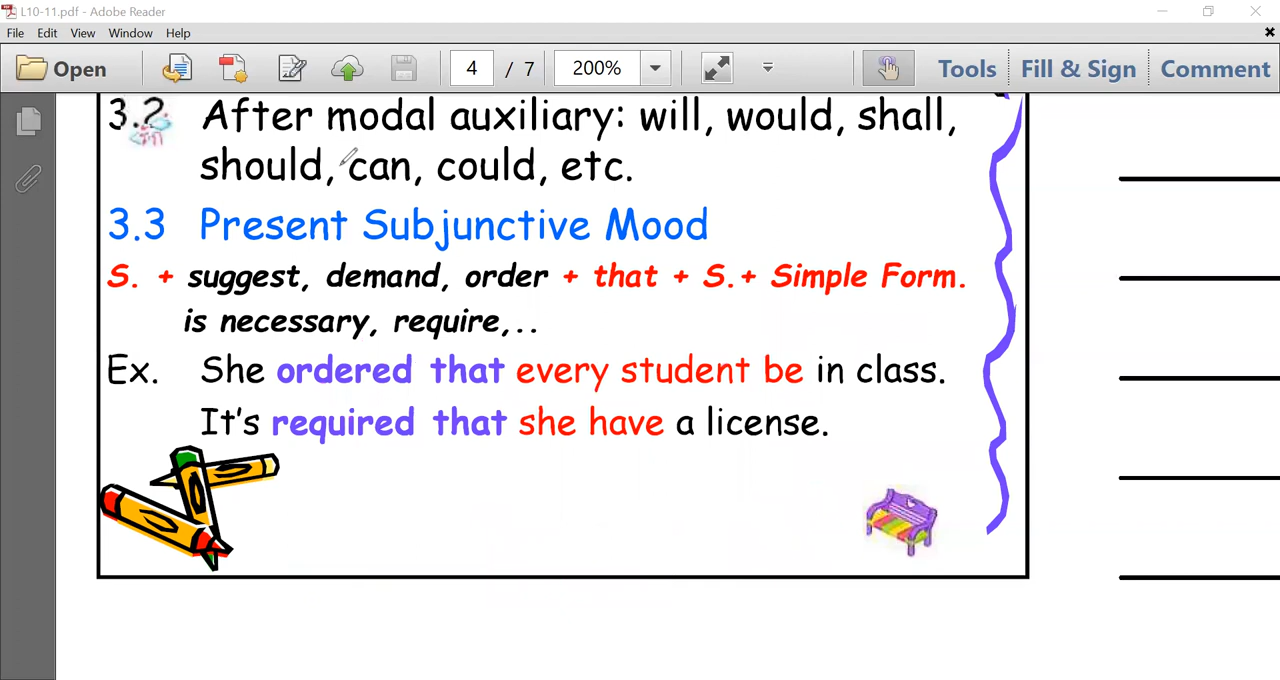 L10-11.pdf - Adobe Reader
File Edit View Window Help
Open 4 / 7 200% Tools Fill & Sign Comment
3.2 After modal auxiliary: will, would, shall,
should, can, could, etc.
3.3 Present Subjunctive Mood
S. + suggest, demand, order + that + S.+ Simple Form.
is necessary, require,..
Ex. She ordered that every student be in class.
It's required that she have a license.